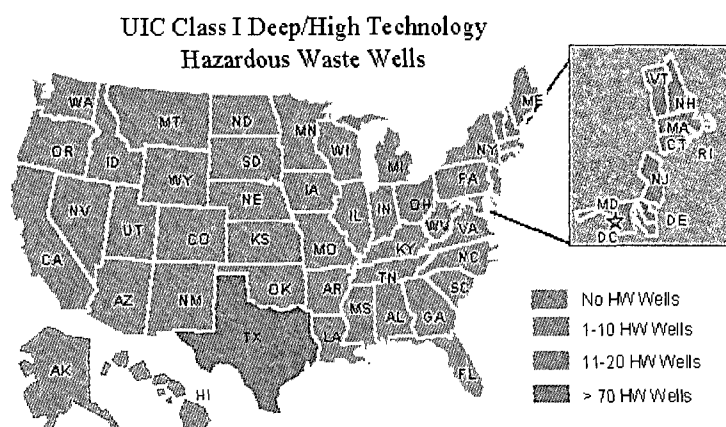 UIC Class I Deep/High Technology
Hazardous Waste Wells
WA
MT
ND
MN
ME
OR
ID
SD
WI
MI
NY
WY
IA
PA
NE
NV
UT
CO
IL
IN
OH
WV
VA
CA
KS
MO
KY
NC
TN
AZ
NM
OK
AR
SC
MS
AL
GA
TX
LA
FL
AK
HI
VT
NH
MA
CT
RI
NJ
MD
DE
DC
No HW Wells
1-10 HW Wells
11-20 HW Wells
> 70 HW Wells